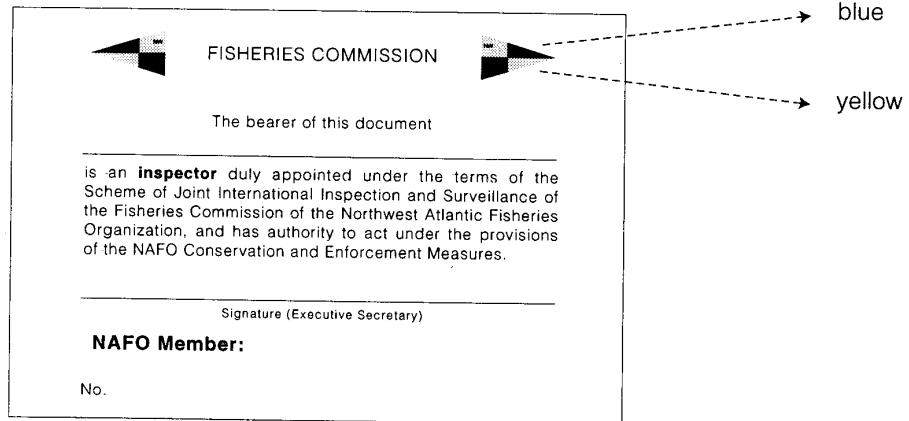 blue
FISHERIES COMMISSION
yellow
The bearer of this document
is an inspector duly appointed under the terms of the
Scheme of Joint International Inspection and Surveillance of
the Fisheries Commission of the Northwest Atlantic Fisheries
Organization, and has authority to act under the provisions
of the NAFO Conservation and Enforcement Measures.
Signature (Executive Secretary)
NAFO Member:
No.